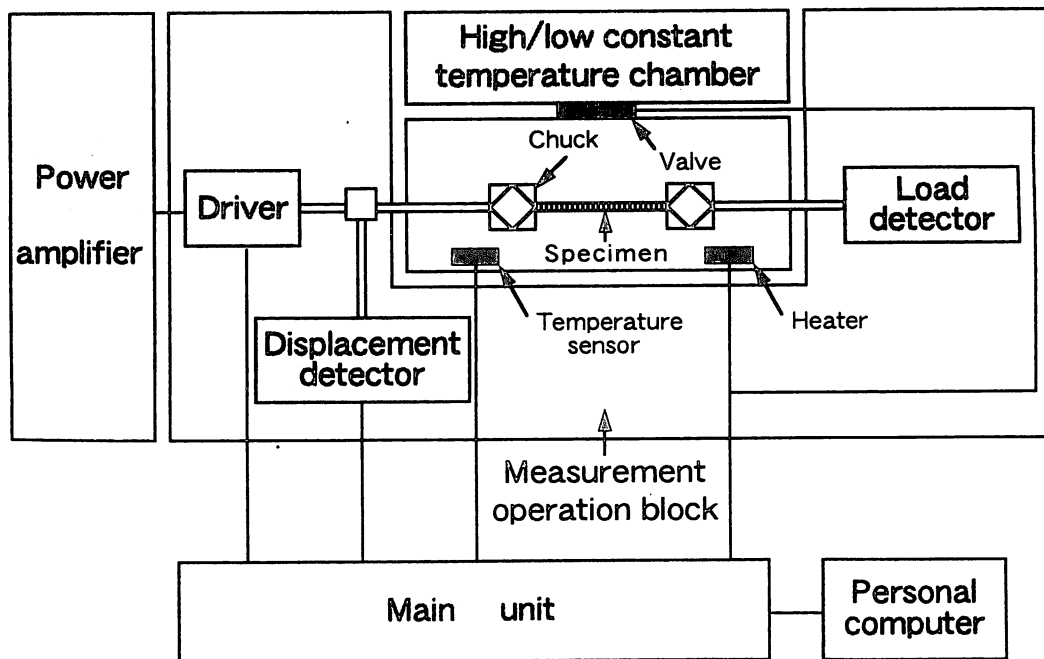 High/low constant
temperature chamber
Chuck
Valve
Power
amplifier
Driver
Load
detector
Specimen
Temperature
sensor
Heater
Displacement
detector
Measurement
operation block
Main unit
Personal
computer